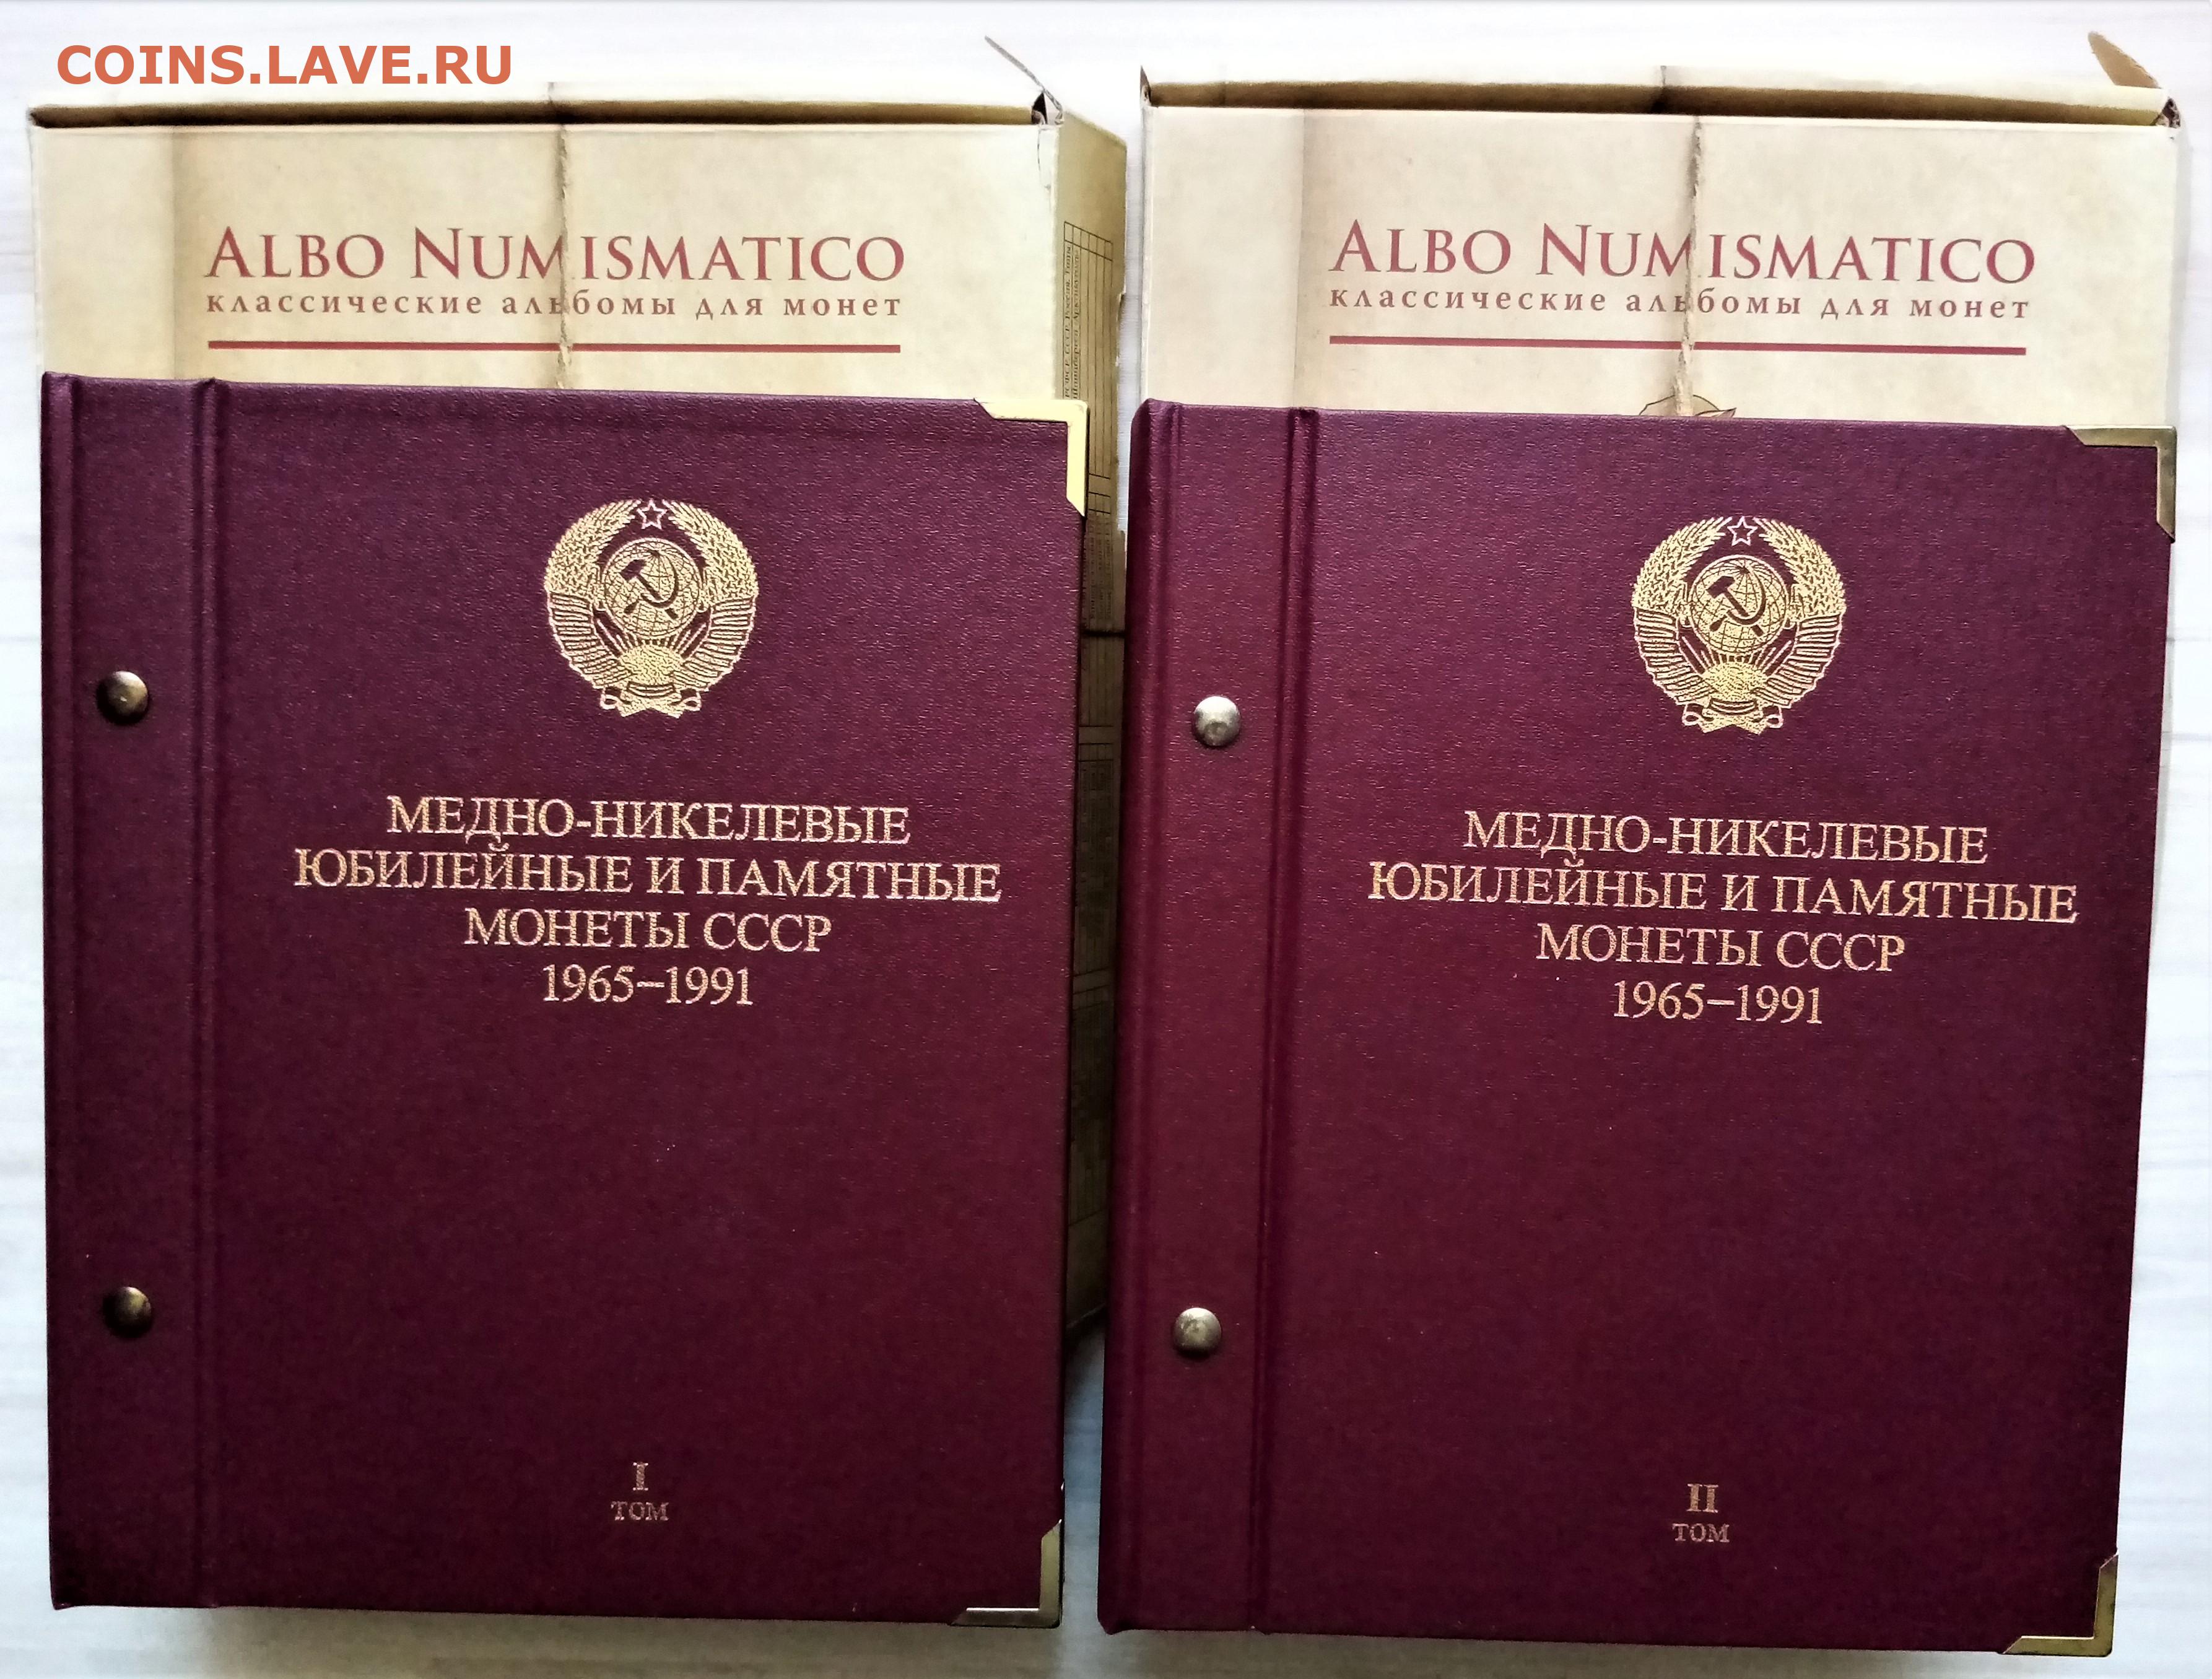 COINS.LAVE.RU
ALBO NUMISMATICO
классические альбомы для монет
МЕДНО-НИКЕЛЕВЫЕ
ЮБИЛЕЙНЫЕ И ПАМЯТНЫЕ
МОНЕТЫ СССР
1965–1991
I
ТОМ
ALBO NUMISMATICO
классические альбомы для монет
МЕДНО-НИКЕЛЕВЫЕ
ЮБИЛЕЙНЫЕ И ПАМЯТНЫЕ
МОНЕТЫ СССР
1965–1991
II
ТОМ